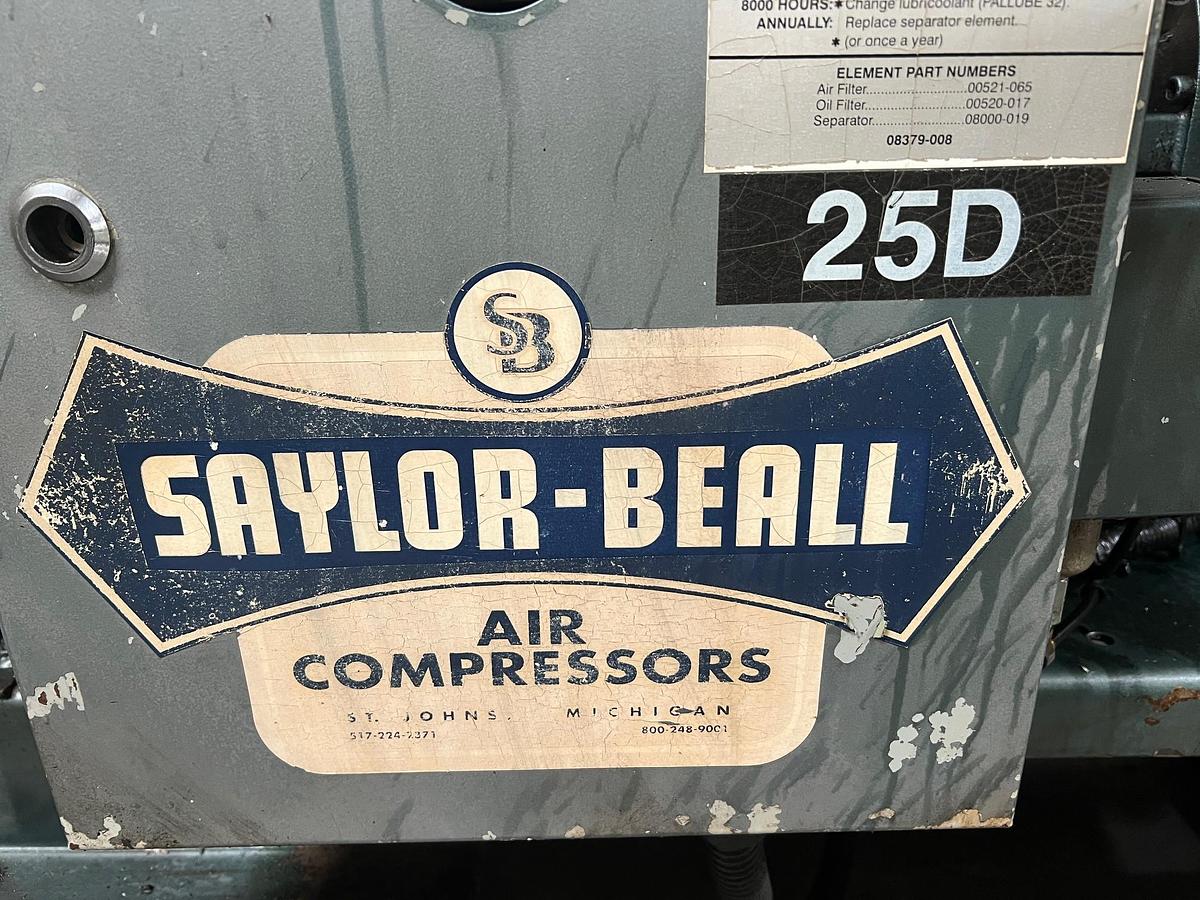 8000 HOURS:* Change lubricoolant (PALLUBE 32).
ANNUALLY: Replace separator element.
* (or once a year)
ELEMENT PART NUMBERS
Air Filter............................00521-065
Oil Filter............................00520-017
Separator..........................08000-019
08379-008
25D
SB
SAYLOR-BEALL
AIR
COMPRESSORS
ST. JOHNS, MICHIGAN
517-224-2371 800-248-9001